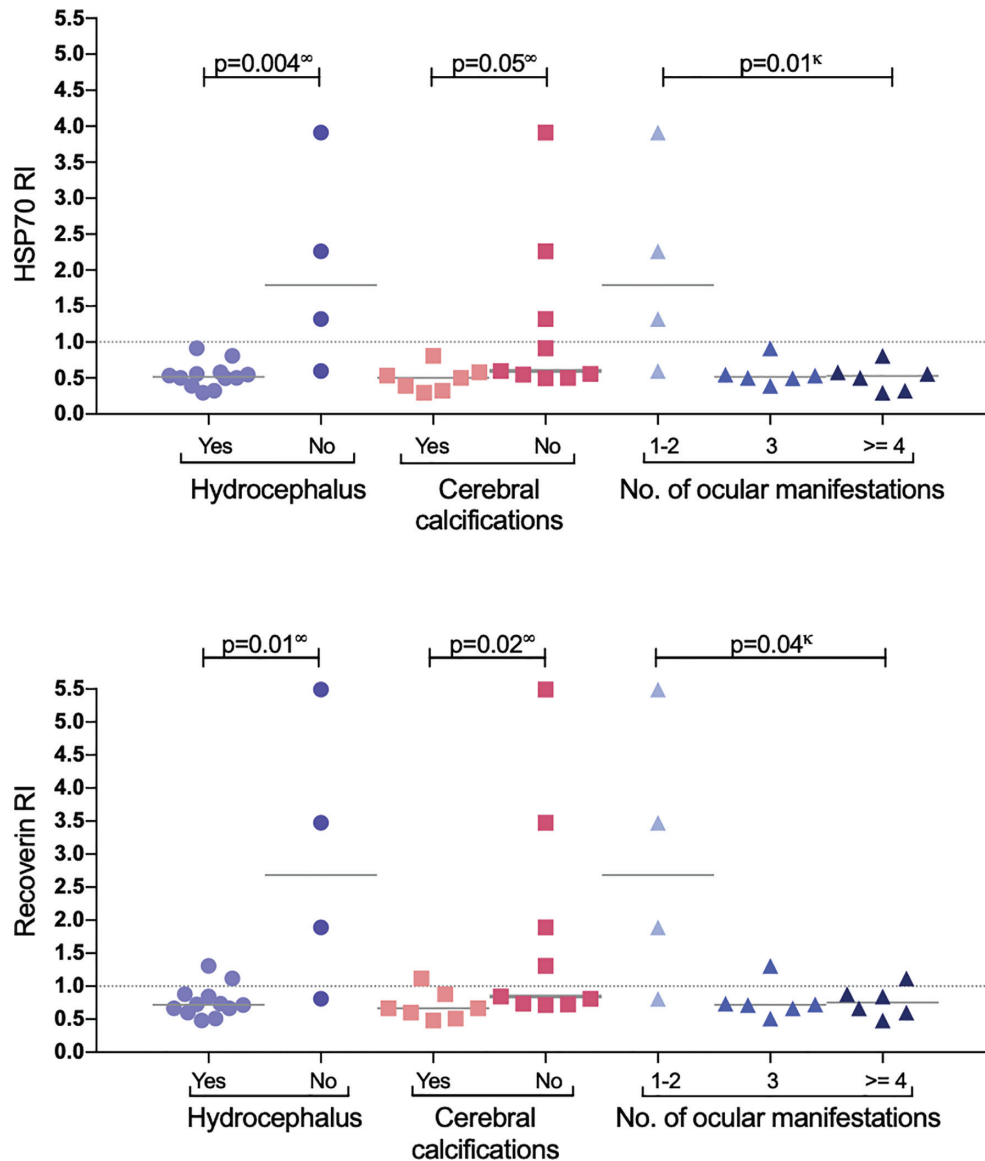 5.5
5.0
4.5
4.0
3.5
3.0
2.5
2.0
1.5
1.0
0.5
0.0
HSP70 RI
p=0.004∞ p=0.05∞ p=0.01κ
Yes No Yes No 1-2 3 >= 4
Hydrocephalus Cerebral No. of ocular manifestations
calcifications
p=0.01∞ p=0.02∞ p=0.04κ
5.5
5.0
4.5
4.0
3.5
3.0
2.5
2.0
1.5
1.0
0.5
0.0
Recoverin RI
Yes No Yes No 1-2 3 >= 4
Hydrocephalus Cerebral No. of ocular manifestations
calcifications